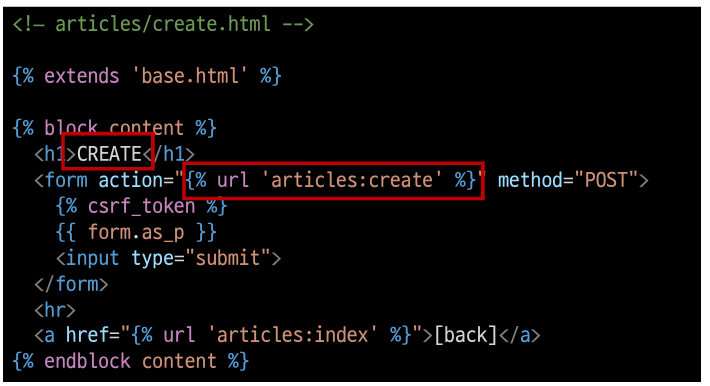 <!— articles/create.html —>
{% extends 'base.html' %}
{% block content %}
<h1>CREATE</h1>
<form action="{% url 'articles:create' %}" method="POST">
{% csrf_token %}
{{ form.as_p }}
<input type="submit">
</form>
<hr>
<a href="{% url 'articles:index' %}">[back]</a>
{% endblock content %}